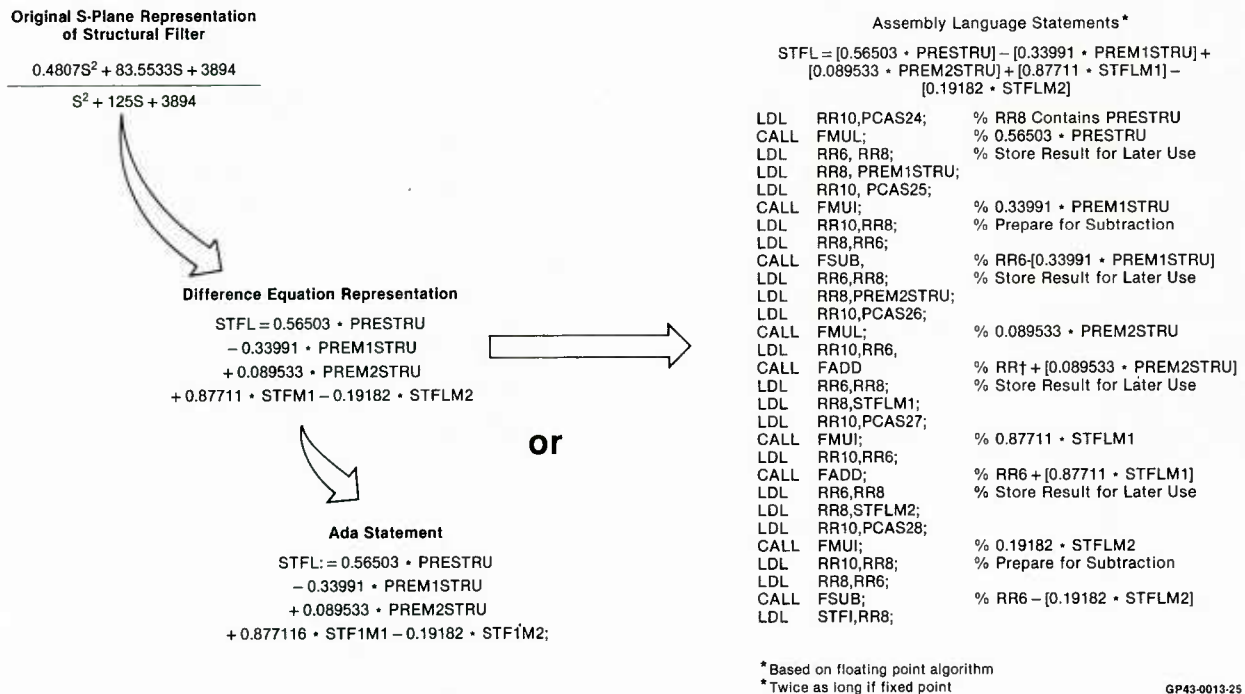 Original S-Plane Representation
of Structural Filter
0.4807S² + 83.5533S + 3894
S² + 125S + 3894
Difference Equation Representation
STFL = 0.56503 * PRESTRU
– 0.33991 * PREM1STRU
+ 0.089533 * PREM2STRU
+ 0.87711 * STFM1 – 0.19182 * STFLM2
or
Ada Statement
STFL: = 0.56503 * PRESTRU
– 0.33991 * PREM1STRU
+ 0.089533 * PREM2STRU
+ 0.877116 * STF1M1 – 0.19182 * STF1M2;
Assembly Language Statements*
STFL = [0.56503 * PRESTRU] – [0.33991 * PREM1STRU] +
[0.089533 * PREM2STRU] + [0.87711 * STFLM1] –
[0.19182 * STFLM2]
LDL RR10,PCAS24; % RR8 Contains PRESTRU
CALL FMUL; % 0.56503 * PRESTRU
LDL RR6, RR8; % Store Result for Later Use
LDL RR8, PREM1STRU;
LDL RR10, PCAS25;
CALL FMUI; % 0.33991 * PREM1STRU
LDL RR10,RR8; % Prepare for Subtraction
LDL RR8,RR6;
CALL FSUB, % RR6-[0.33991 * PREM1STRU]
LDL RR6,RR8; % Store Result for Later Use
LDL RR8,PREM2STRU;
LDL RR10,PCAS26;
CALL FMUL; % 0.089533 * PREM2STRU
LDL RR10,RR6,
CALL FADD % RR† + [0.089533 * PREM2STRU]
LDL RR6,RR8; % Store Result for Later Use
LDL RR8,STFLM1;
LDL RR10,PCAS27;
CALL FMUI; % 0.87711 * STFLM1
LDL RR10,RR6;
CALL FADD; % RR6 + [0.87711 * STFLM1]
LDL RR6,RR8 % Store Result for Later Use
LDL RR8,STFLM2;
LDL RR10,PCAS28;
CALL FMUI; % 0.19182 * STFLM2
LDL RR10,RR8; % Prepare for Subtraction
LDL RR8,RR6;
CALL FSUB; % RR6 – [0.19182 * STFLM2]
LDL STFI,RR8;
*Based on floating point algorithm
*Twice as long if fixed point
GP43-0013-25